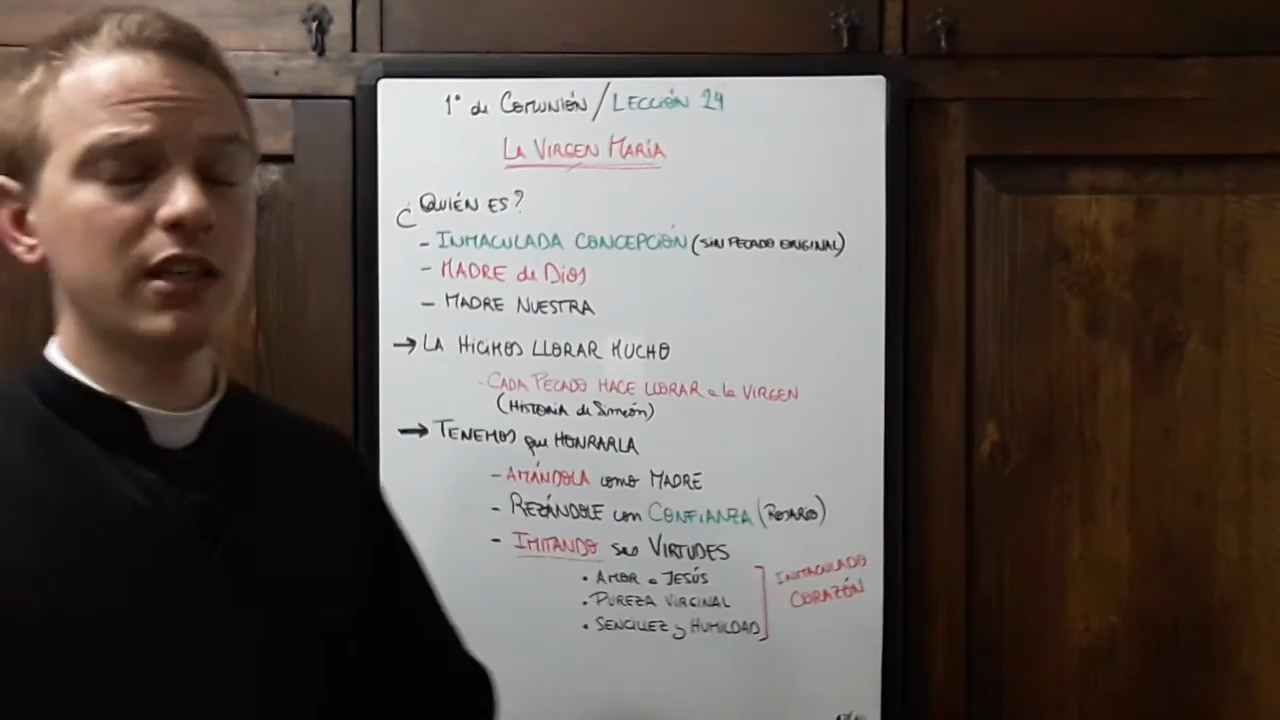 1° de Comunión / Lección 24
La Virgen María
¿Quién es?
- Inmaculada Concepción (sin pecado original)
- Madre de Dios
- Madre Nuestra
→ La hicimos llorar mucho
- Cada pecado hace llorar a la Virgen
(Historia de Simeón)
→ Tenemos que honrarla
- Amándola como Madre
- Rezándole con confianza (Rosario)
- Imitando sus virtudes
• Amor a Jesús
• Pureza virginal
• Sencillez y humildad
Inmaculado
Corazón